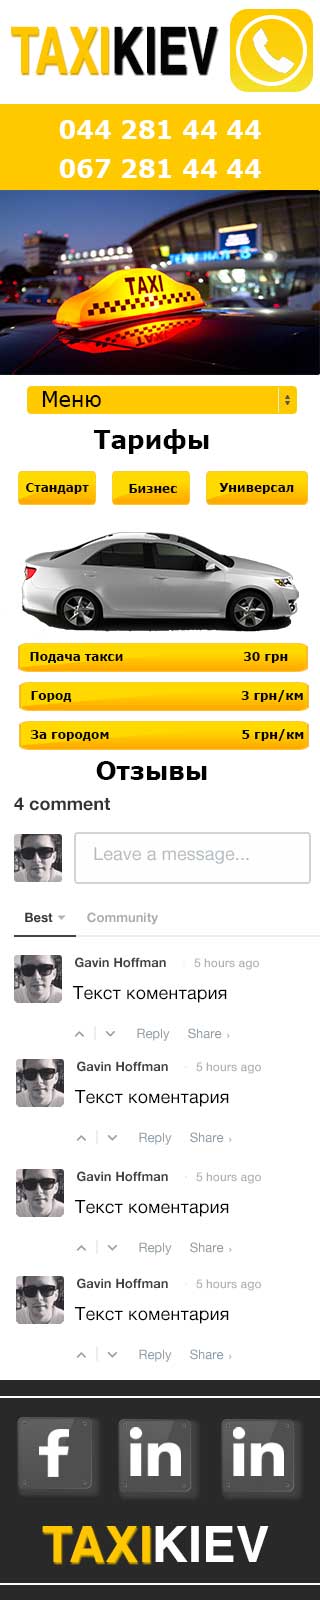 TAXIKIEV
044 281 44 44
067 281 44 44
TAXI
Меню
Тарифы
Стандарт Бизнес Универсал
Подача такси 30 грн
Город 3 грн/км
За городом 5 грн/км
Отзывы
4 comment
Leave a message...
Best Community
Gavin Hoffman · 5 hours ago
Текст коментария
Reply Share ›
Gavin Hoffman · 5 hours ago
Текст коментария
Reply Share ›
Gavin Hoffman · 5 hours ago
Текст коментария
Reply Share ›
Gavin Hoffman · 5 hours ago
Текст коментария
Reply Share ›
f in in
TAXIKIEV